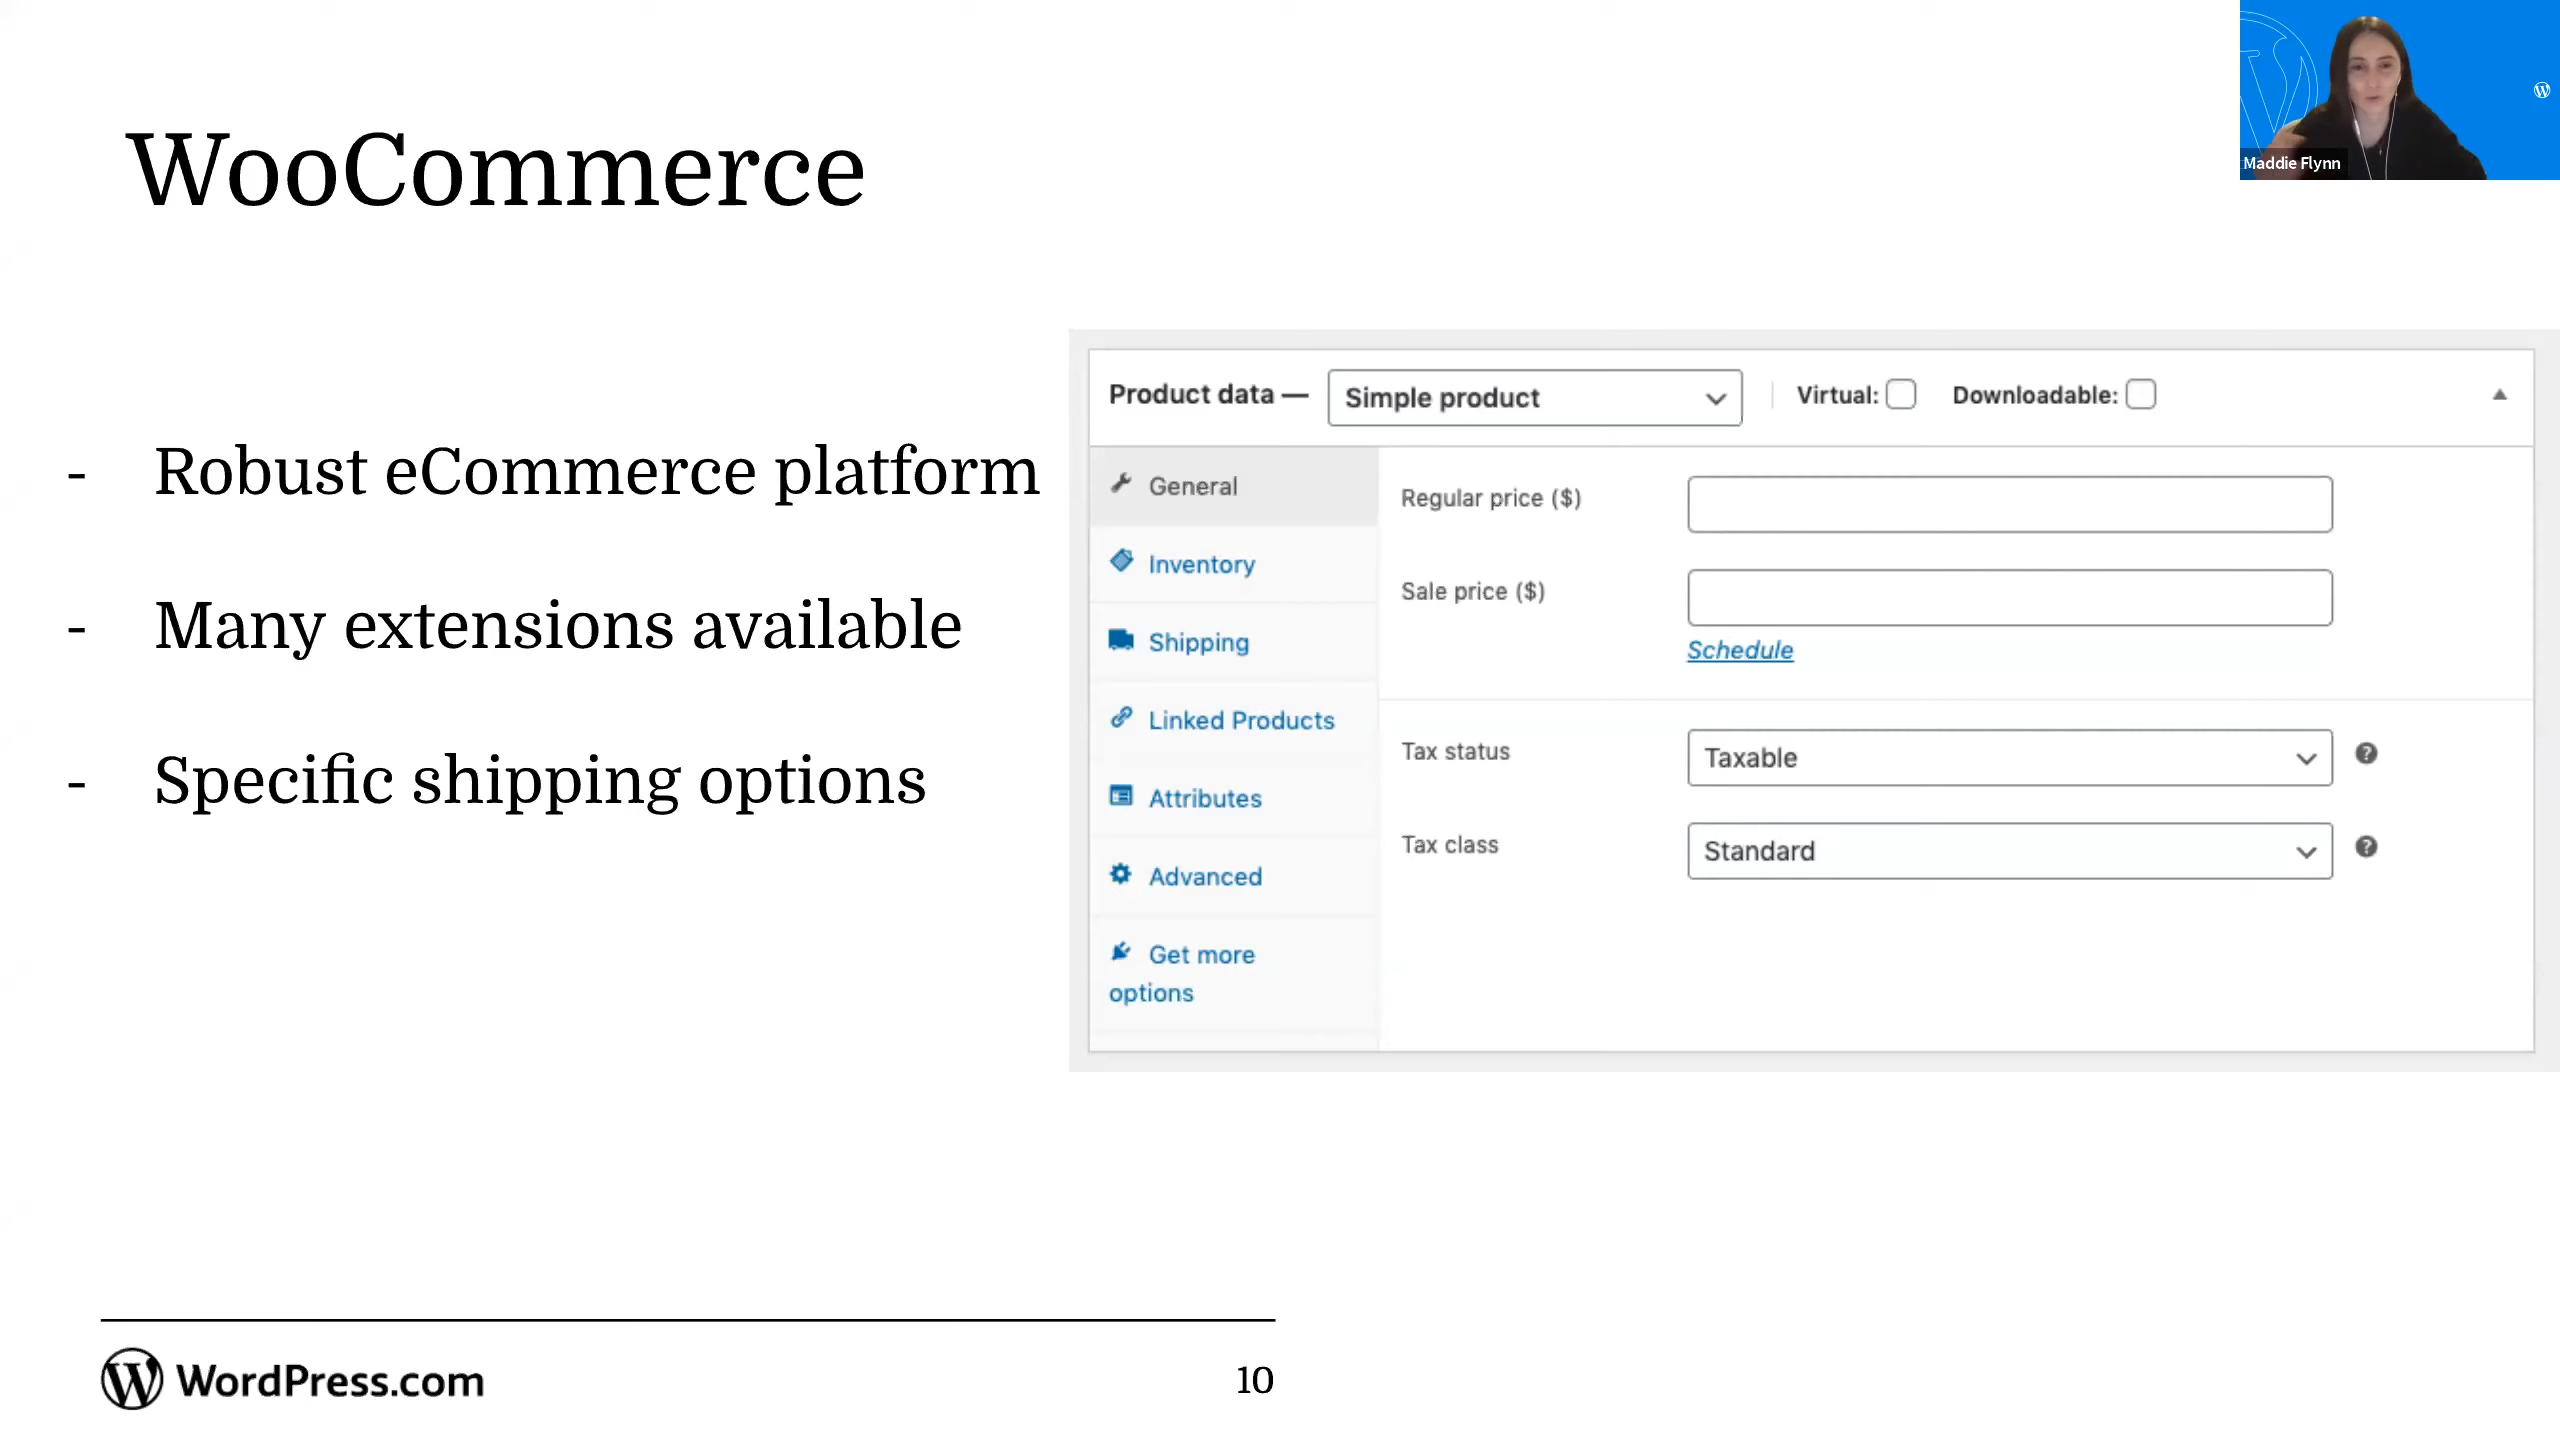 WooCommerce
Maddie Flynn
- Robust eCommerce platform
- Many extensions available
- Specific shipping options
Product data — Simple product Virtual: Downloadable:
General
Inventory
Shipping
Linked Products
Attributes
Advanced
Get more
options
Regular price ($)
Sale price ($)
Schedule
Tax status Taxable
Tax class Standard
WordPress.com
10